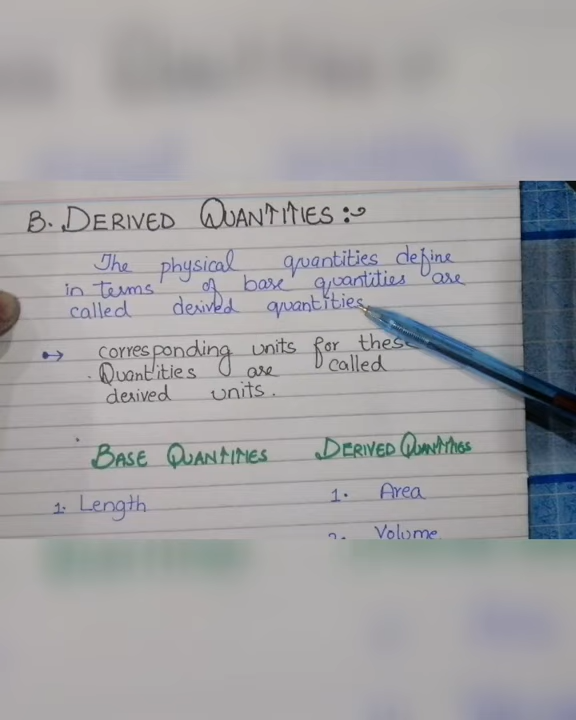 B. DERIVED QUANTITIES :-
The physical quantities define
in terms of base quantities are
called derived quantities
corresponding units for these
Quantities are called
derived units.
BASE QUANTITIES DERIVED QUANTITIES
1. Length 1. Area
2. Volume